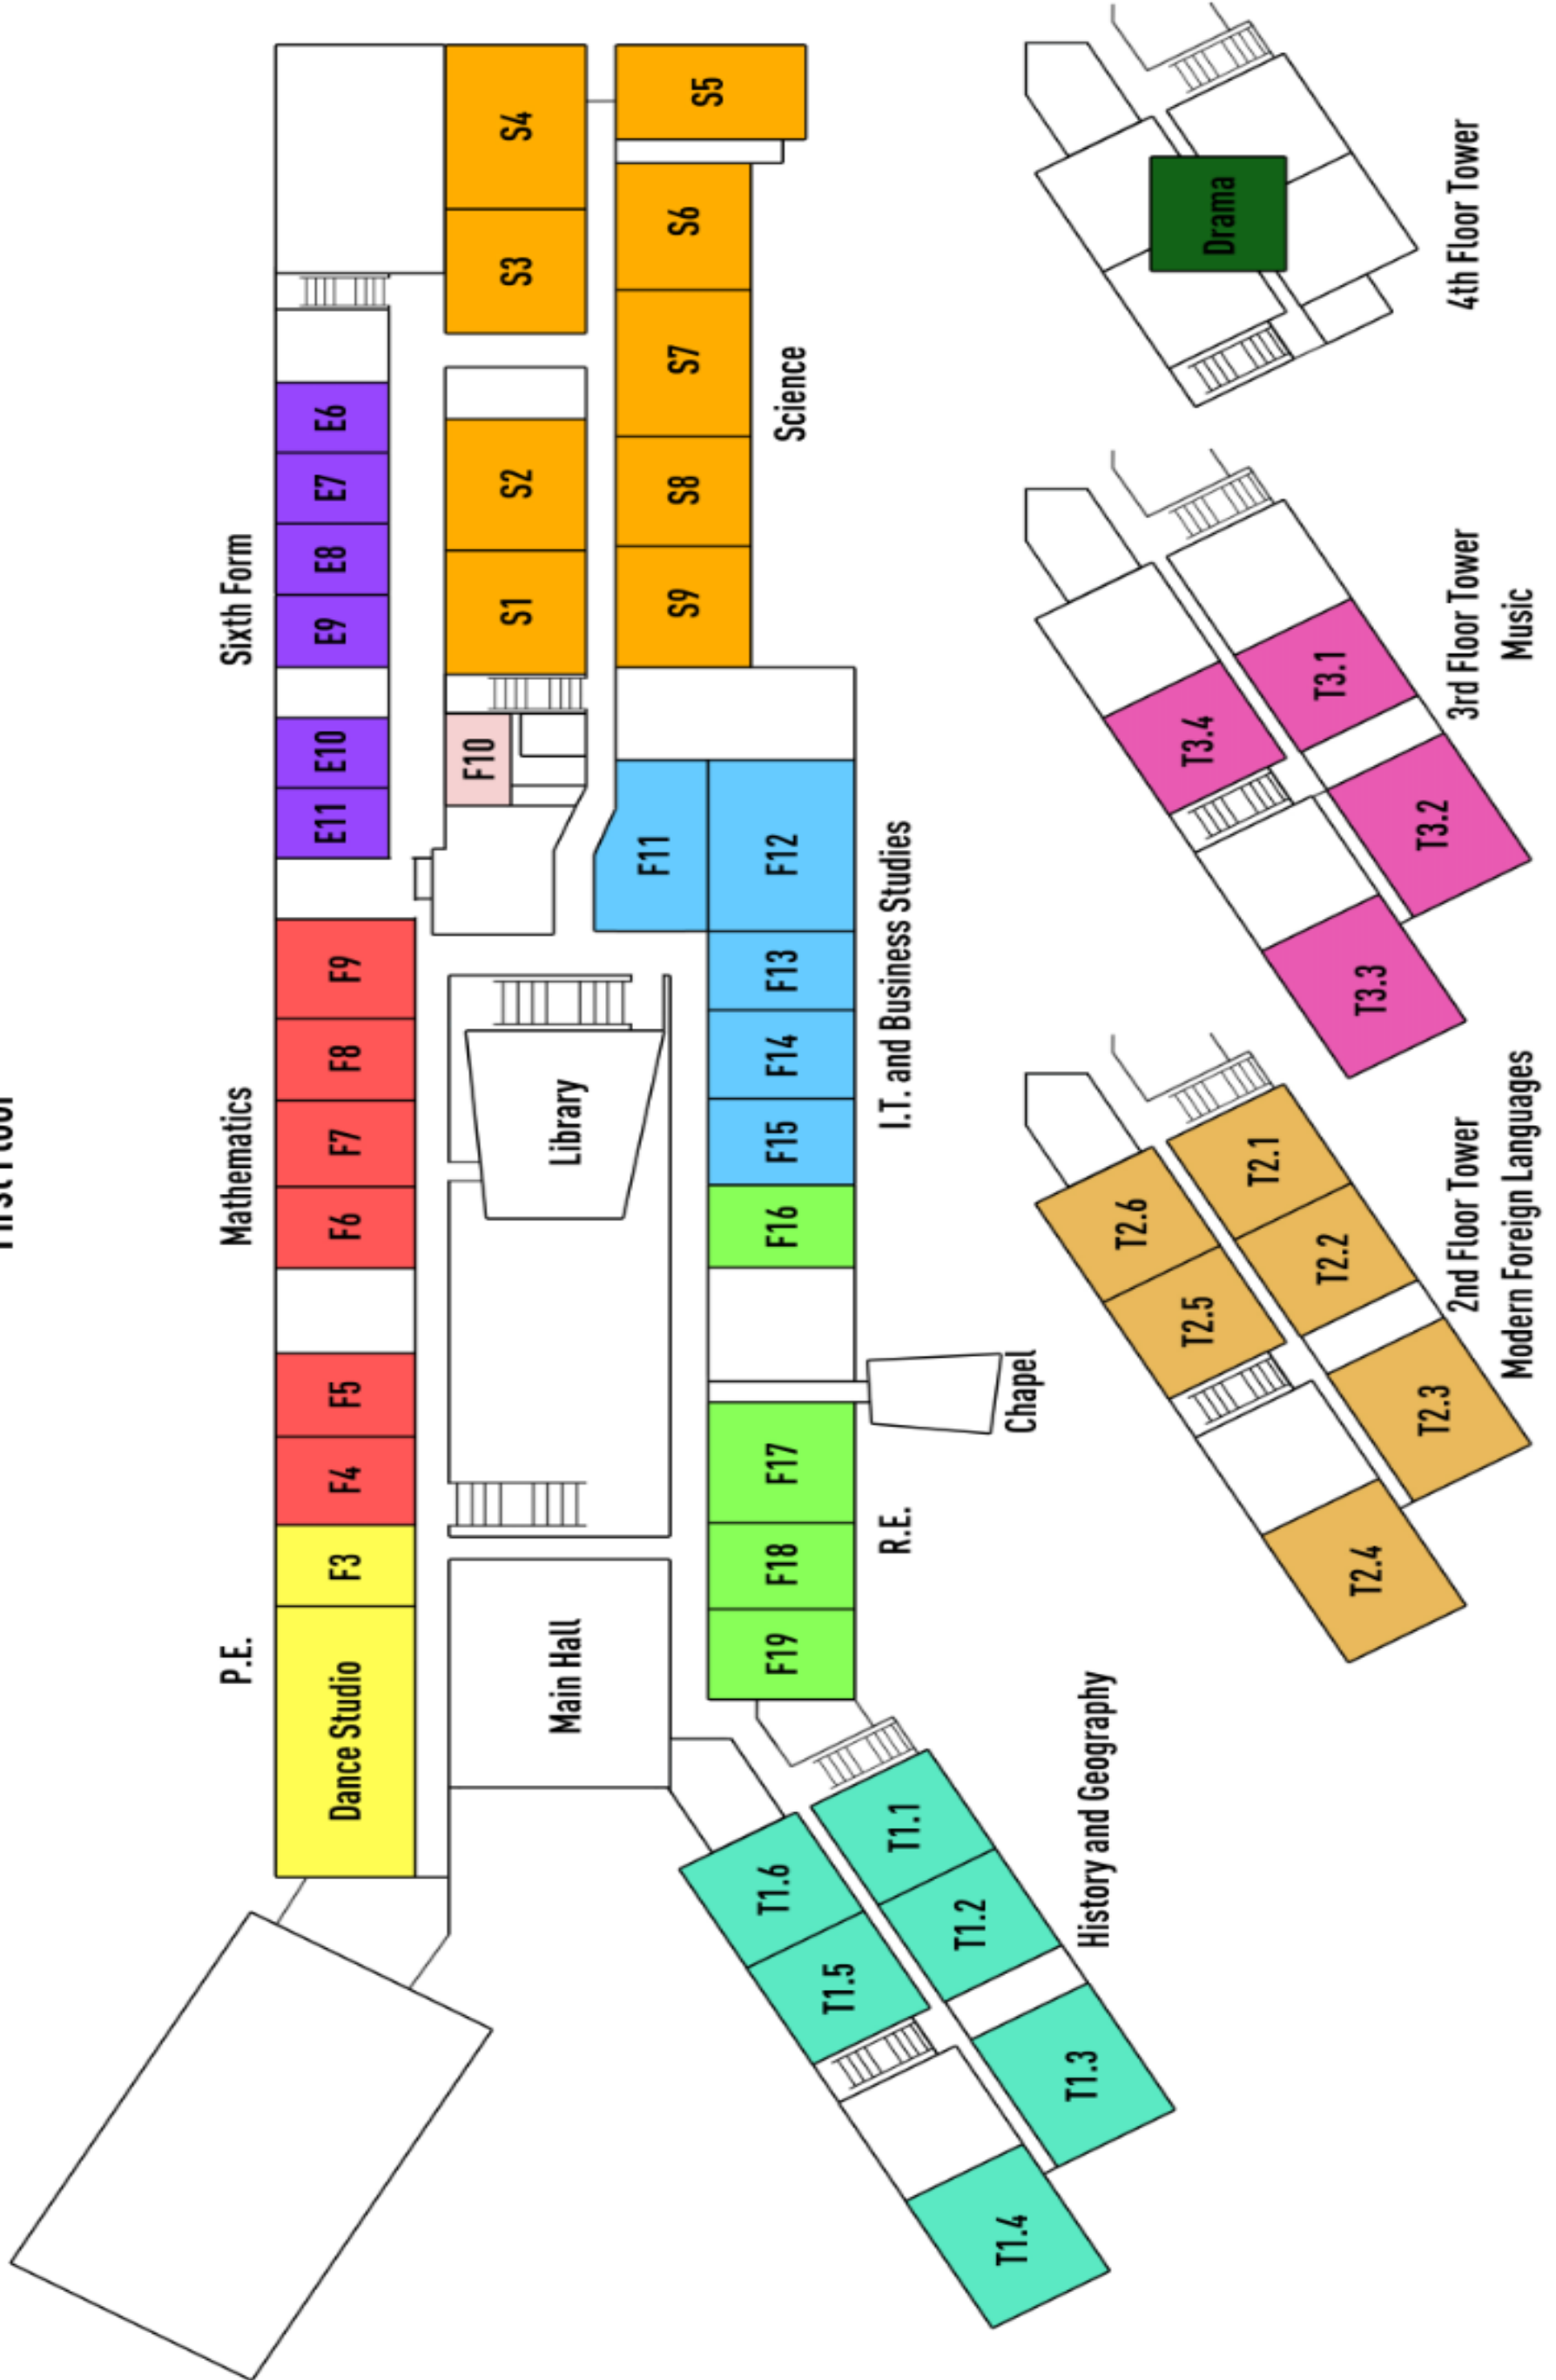 First Floor
P.E.
Mathematics
Sixth Form
Dance Studio
F3
F4
F5
F6
F7
F8
F9
E11
E10
E9
E8
E7
E6
F10
S1
S2
S3
S4
Main Hall
Library
F11
S9
S8
S7
S6
S5
F19
F18
F17
F16
F15
F14
F13
F12
Science
R.E.
I.T. and Business Studies
Chapel
T1.6
T1.5
T1.1
T1.2
T1.3
T1.4
History and Geography
T2.6
T2.5
T2.1
T2.2
T2.3
T2.4
2nd Floor Tower
Modern Foreign Languages
T3.4
T3.1
T3.2
T3.3
3rd Floor Tower
Music
Drama
4th Floor Tower